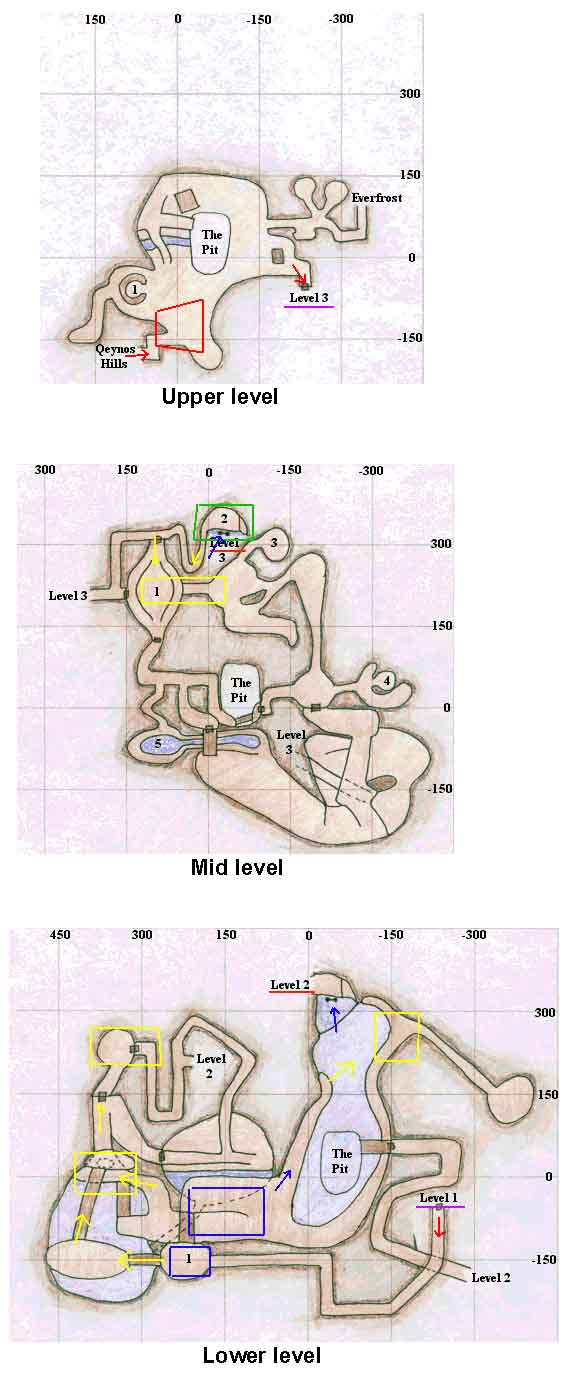 150 0 -150 -300
300
150
Everfrost
The
Pit
0
1
Level 3
-150
Qeynos
Hills
Upper level
300 150 0 -150 -300
2
Level
3
3
300
1
Level 3
150
The
Pit
4
0
5
Level
3
-150
Mid level
450 300 150 0 -150 -300
Level 2
300
Level
2
150
The
Pit
0
Level 1
1
-150
Level 2
Lower level